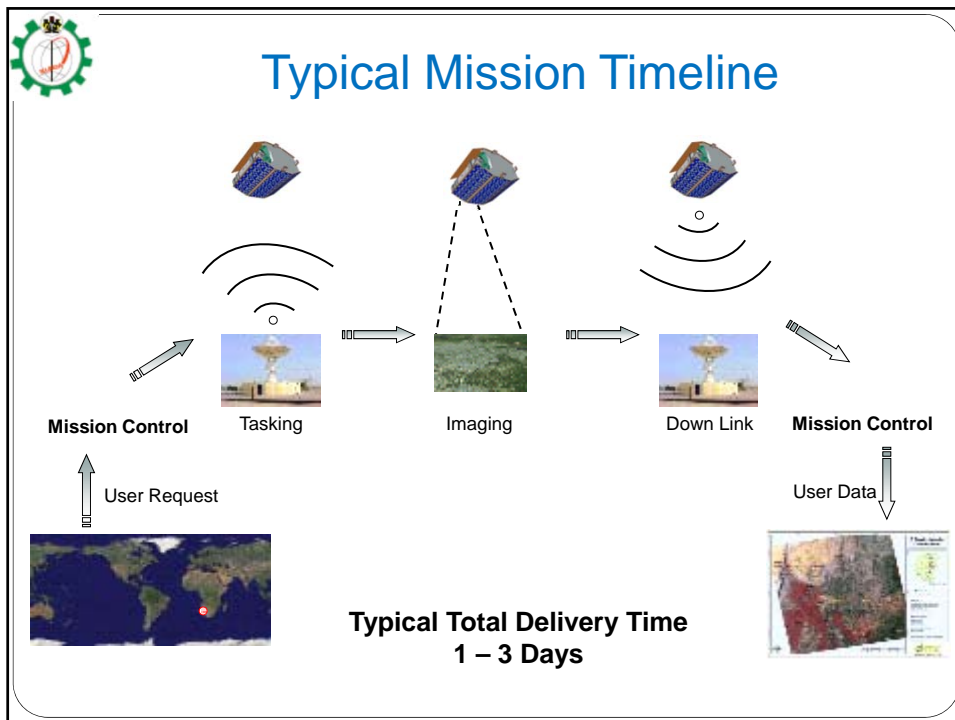 Typical Mission Timeline
Mission Control
Tasking
Imaging
Down Link
Mission Control
User Request
User Data
Typical Total Delivery Time
1 – 3 Days